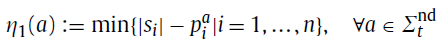 η₁(a) := min{|sᵢ| − pᵢᵃ|i = 1, …, n}, ∀a ∈ Σₜⁿᵈ